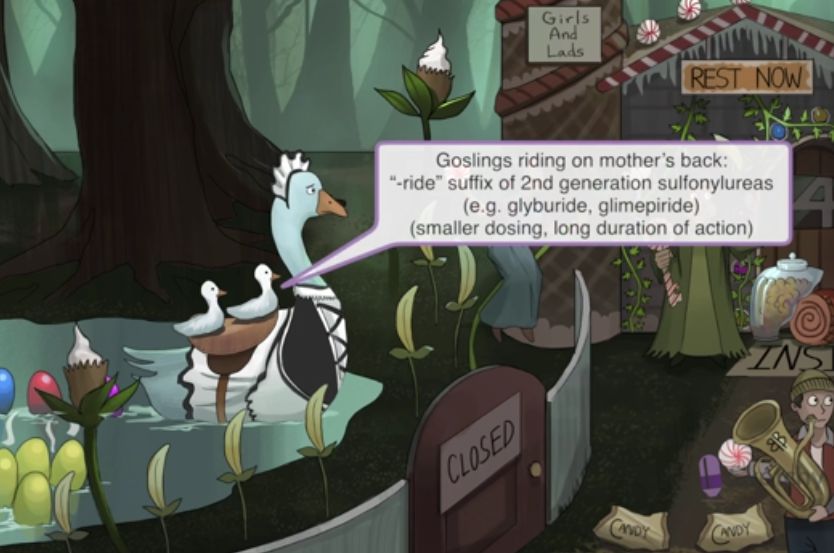 Girls
And
Lads
REST NOW
Goslings riding on mother's back:
"-ride" suffix of 2nd generation sulfonylureas
(e.g. glyburide, glimepiride)
(smaller dosing, long duration of action)
INS
CLOSED
CANDY
CANDY